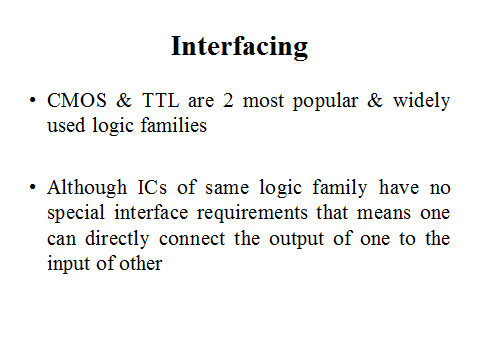 Interfacing
• CMOS & TTL are 2 most popular & widely
used logic families
• Although ICs of same logic family have no
special interface requirements that means one
can directly connect the output of one to the
input of other